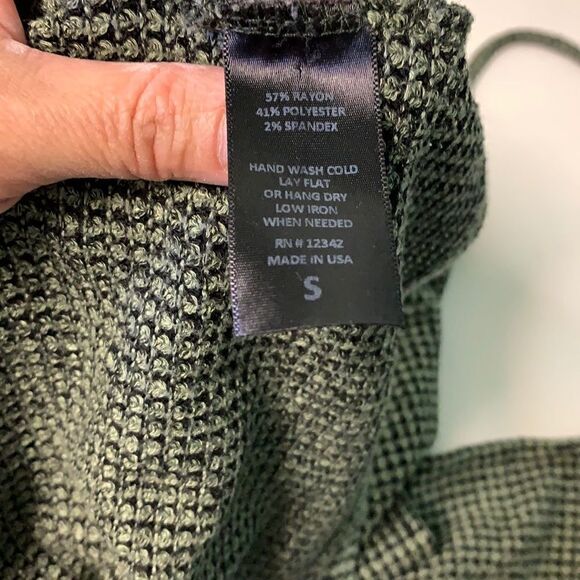 57% RAYON
41% POLYESTER
2% SPANDEX
HAND WASH COLD
LAY FLAT
OR HANG DRY
LOW IRON
WHEN NEEDED
RN # 12342
MADE IN USA
S